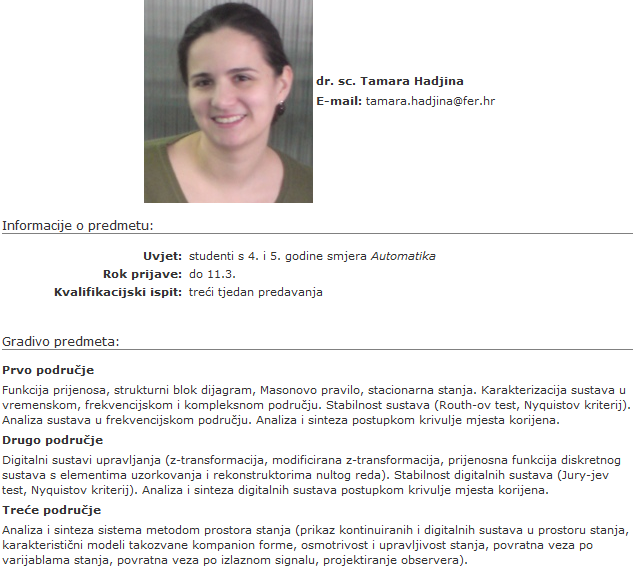 dr. sc. Tamara Hadjina
E-mail: tamara.hadjina@fer.hr
Informacije o predmetu:
Uvjet: studenti s 4. i 5. godine smjera Automatika
Rok prijave: do 11.3.
Kvalifikacijski ispit: treći tjedan predavanja
Gradivo predmeta:
Prvo područje
Funkcija prijenosa, strukturni blok dijagram, Masonovo pravilo, stacionarna stanja. Karakterizacija sustava u
vremenskom, frekvencijskom i kompleksnom području. Stabilnost sustava (Routh-ov test, Nyquistov kriterij).
Analiza sustava u frekvencijskom području. Analiza i sinteza postupkom krivulje mjesta korijena.
Drugo područje
Digitalni sustavi upravljanja (z-transformacija, modificirana z-transformacija, prijenosna funkcija diskretnog
sustava s elementima uzorkovanja i rekonstruktorima nultog reda). Stabilnost digitalnih sustava (Jury-jev
test, Nyquistov kriterij). Analiza i sinteza digitalnih sustava postupkom krivulje mjesta korijena.
Treće područje
Analiza i sinteza sistema metodom prostora stanja (prikaz kontinuiranih i digitalnih sustava u prostoru stanja,
karakteristični modeli takozvane kompanion forme, osmotrivost i upravljivost stanja, povratna veza po
varijablama stanja, povratna veza po izlaznom signalu, projektiranje observera).